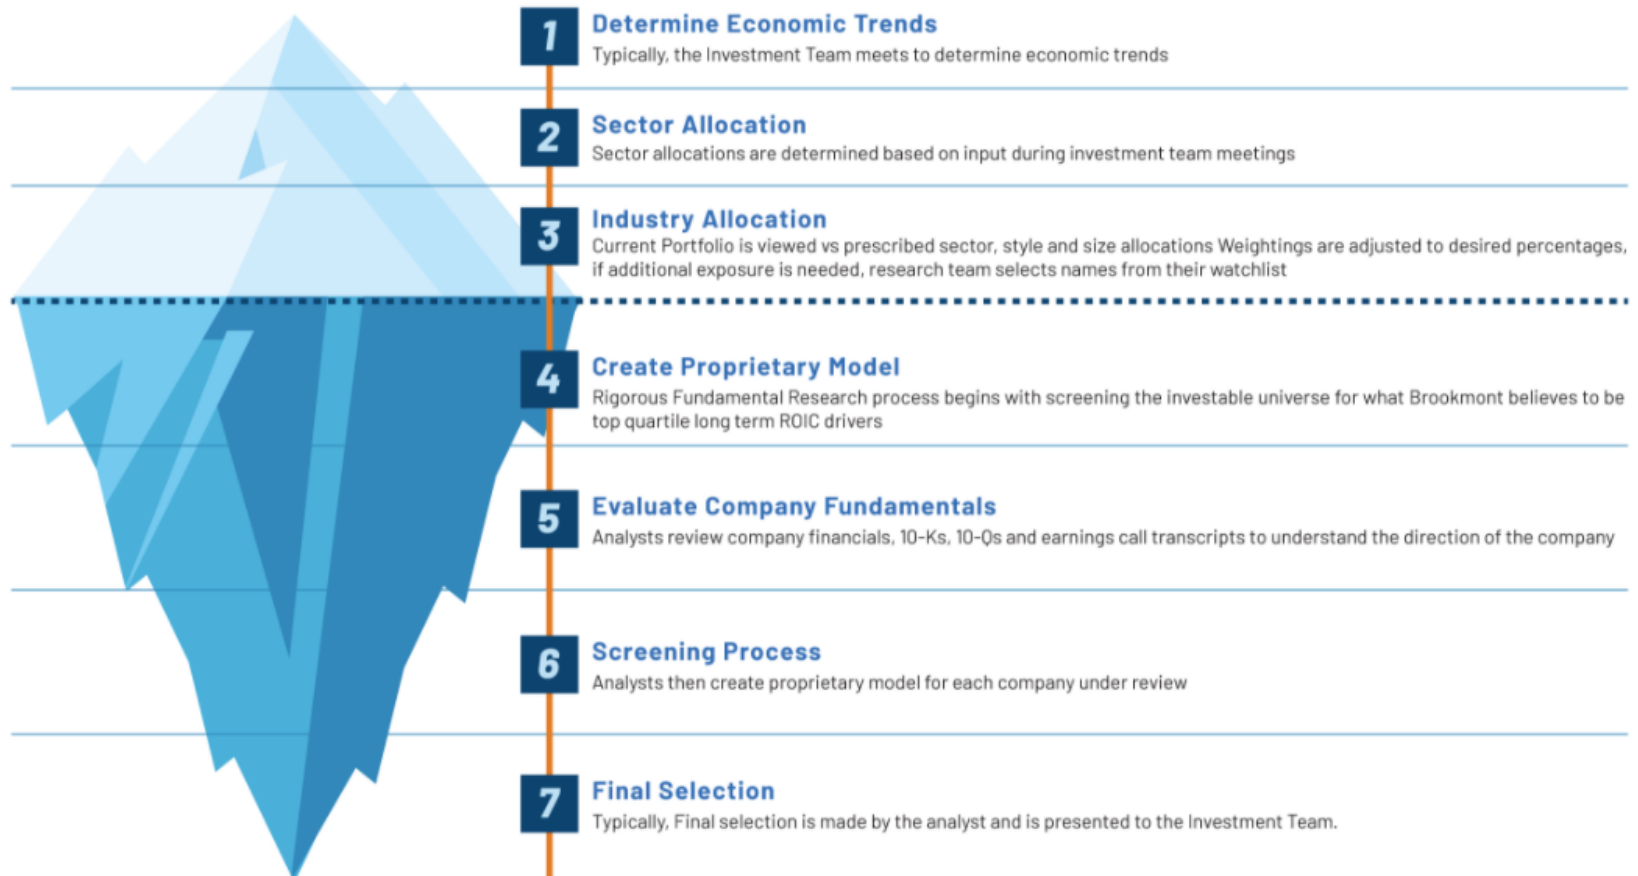 1
Determine Economic Trends
Typically, the Investment Team meets to determine economic trends
2
Sector Allocation
Sector allocations are determined based on input during investment team meetings
3
Industry Allocation
Current Portfolio is viewed vs prescribed sector, style and size allocations Weightings are adjusted to desired percentages,
if additional exposure is needed, research team selects names from their watchlist
4
Create Proprietary Model
Rigorous Fundamental Research process begins with screening the investable universe for what Brookmont believes to be
top quartile long term ROIC drivers
5
Evaluate Company Fundamentals
Analysts review company financials, 10-Ks, 10-Qs and earnings call transcripts to understand the direction of the company
6
Screening Process
Analysts then create proprietary model for each company under review
7
Final Selection
Typically, Final selection is made by the analyst and is presented to the Investment Team.